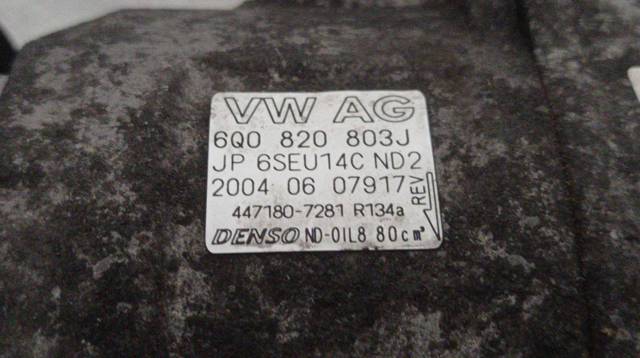 VW AG
6Q0 820 803J
JP 6SEU14C ND2
2004 06 07917
REV
447180-7281 R134a
DENSO ND-OIL8 80cm³